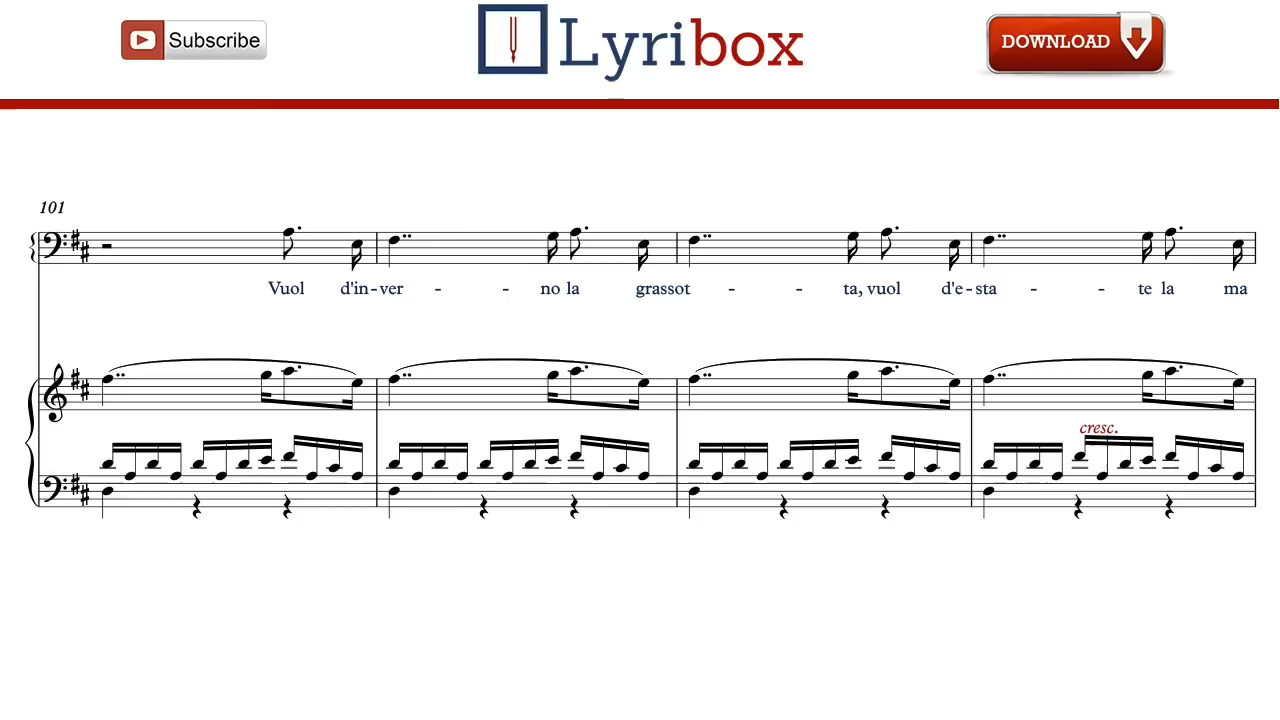 Subscribe
Lyribox
DOWNLOAD
101
Vuol d'in-ver - - no la grassot - - ta, vuol d'e-sta - - te la ma
cresc.